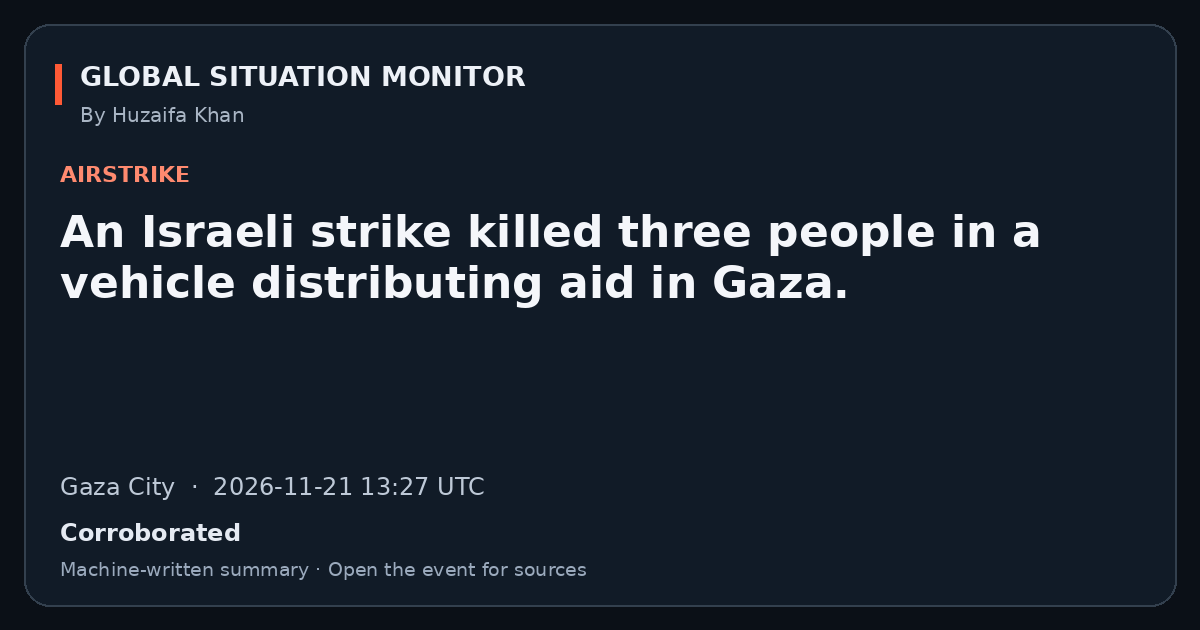 GLOBAL SITUATION MONITOR
By Huzaifa Khan
AIRSTRIKE
An Israeli strike killed three people in a
vehicle distributing aid in Gaza.
Gaza City · 2026-11-21 13:27 UTC
Corroborated
Machine-written summary · Open the event for sources